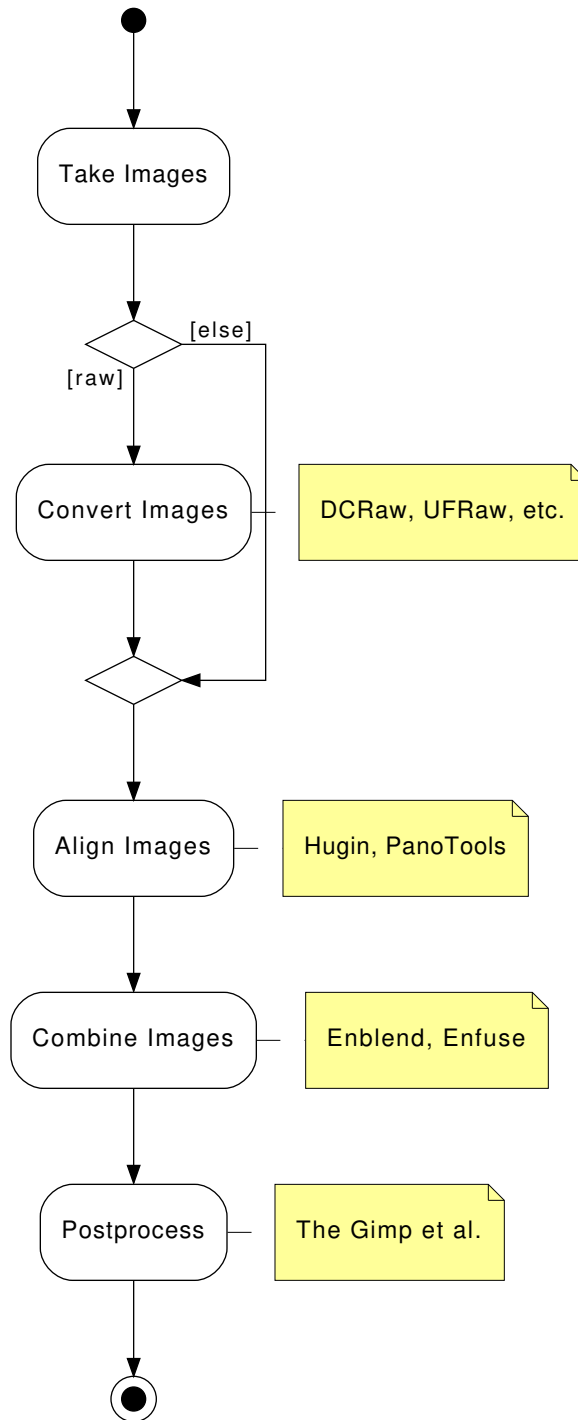 Take Images
[else]
[raw]
Convert Images
DCRaw, UFRaw, etc.
Align Images
Hugin, PanoTools
Combine Images
Enblend, Enfuse
Postprocess
The Gimp et al.